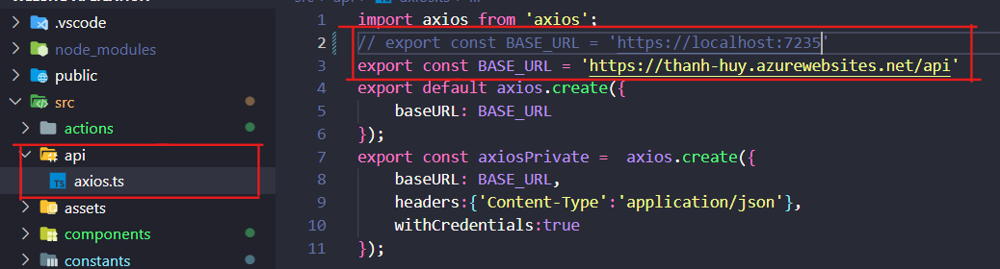 .vscode
node_modules
public
src
actions
api
axios.ts
assets
components
constants
1 import axios from 'axios';
2 // export const BASE_URL = 'https://localhost:7235'
3 export const BASE_URL = 'https://thanh-huy.azurewebsites.net/api'
4 export default axios.create({
5     baseURL: BASE_URL
6 });
7 export const axiosPrivate =  axios.create({
8     baseURL: BASE_URL,
9     headers:{'Content-Type':'application/json'},
10     withCredentials:true
11 });